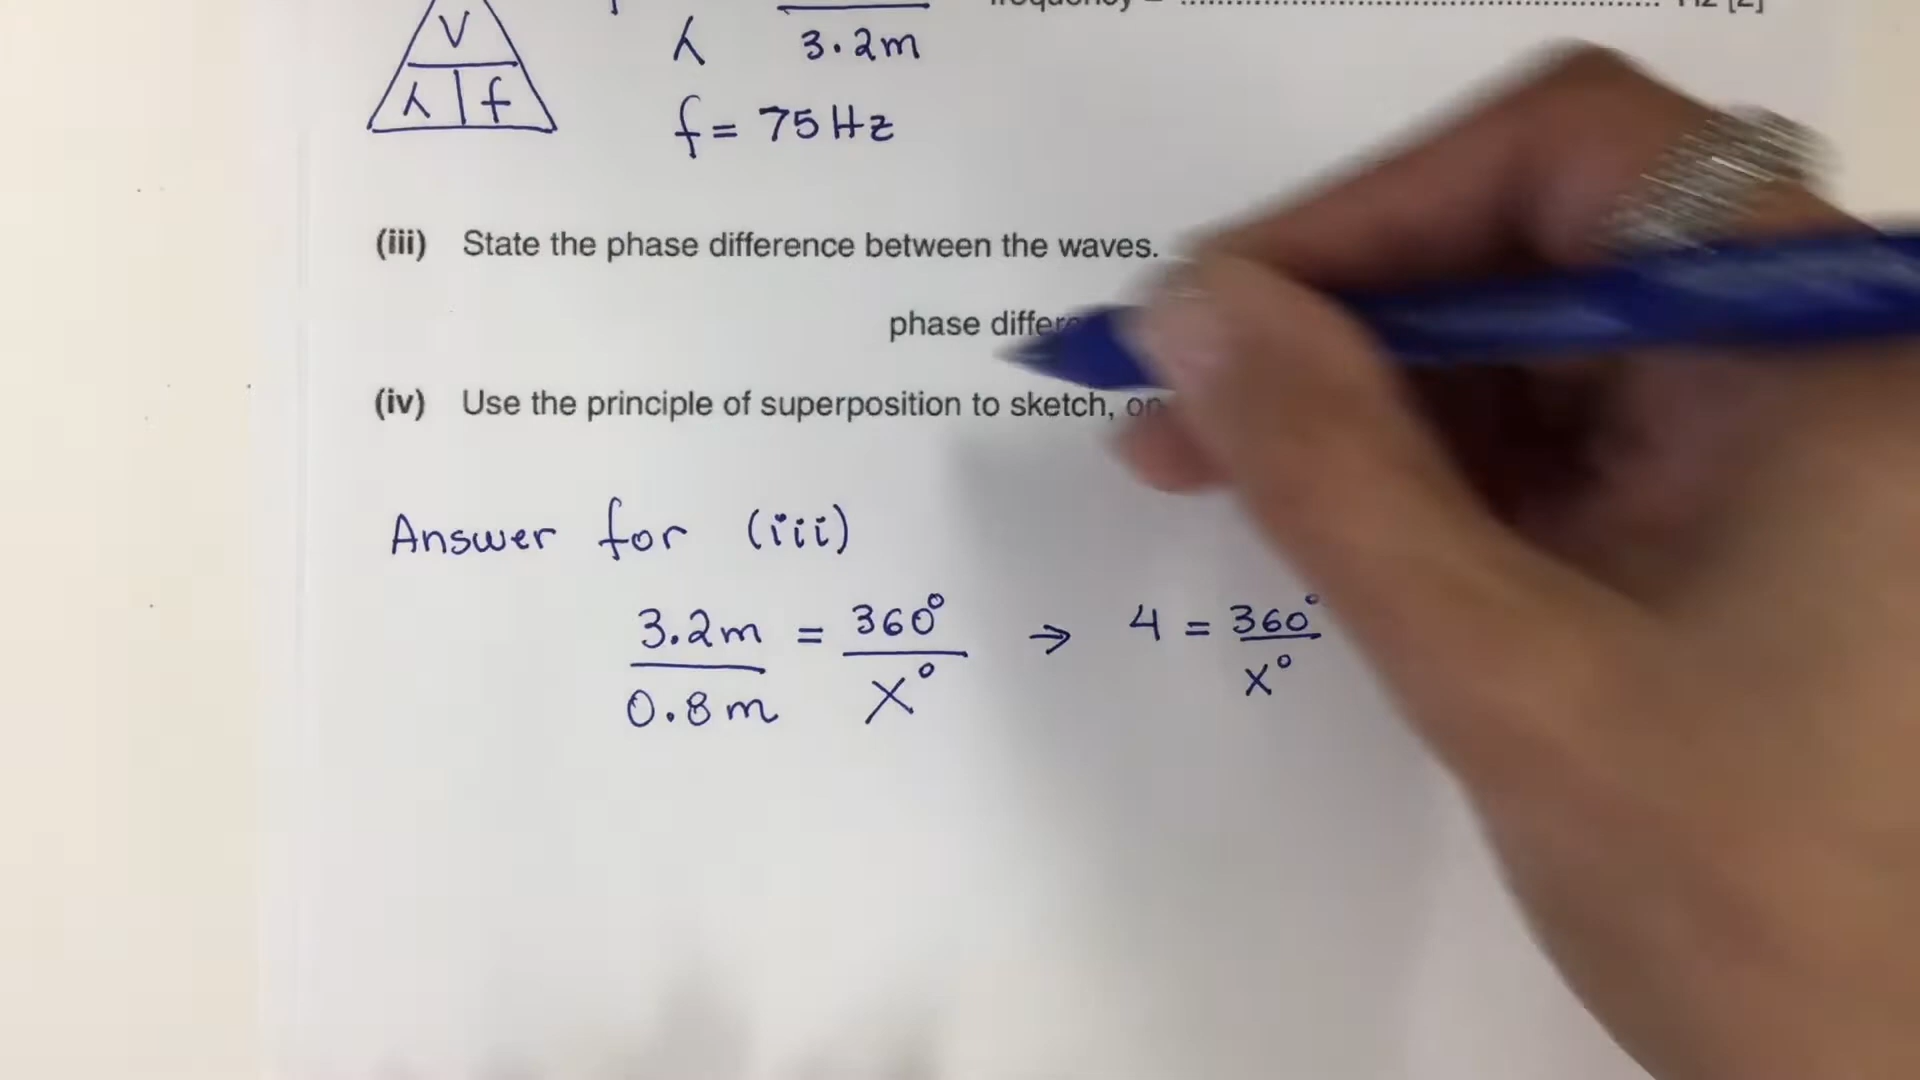 V
λ 3.2m
λ f
f = 75 Hz
(iii) State the phase difference between the waves.
phase differe
(iv) Use the principle of superposition to sketch, on
Answer for (iii)
3.2m = 360° → 4 = 360°
0.8m x° x°